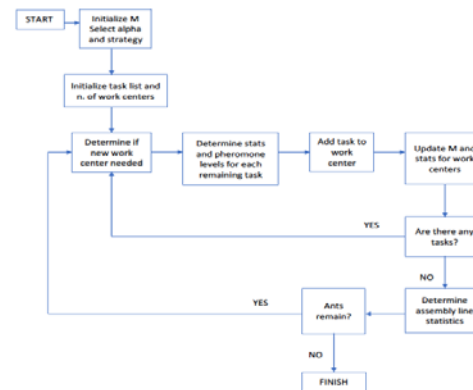 START
Initialize M
Select alpha
and strategy
Initialize task list and
n. of work centers
Determine if
new work
center needed
Determine stats
and pheromone
levels for each
remaining task
Add task to
work
center
Update M and
stats for work
centers
YES
Are there any
tasks?
NO
Determine
assembly line
statistics
YES
Ants
remain?
NO
FINISH